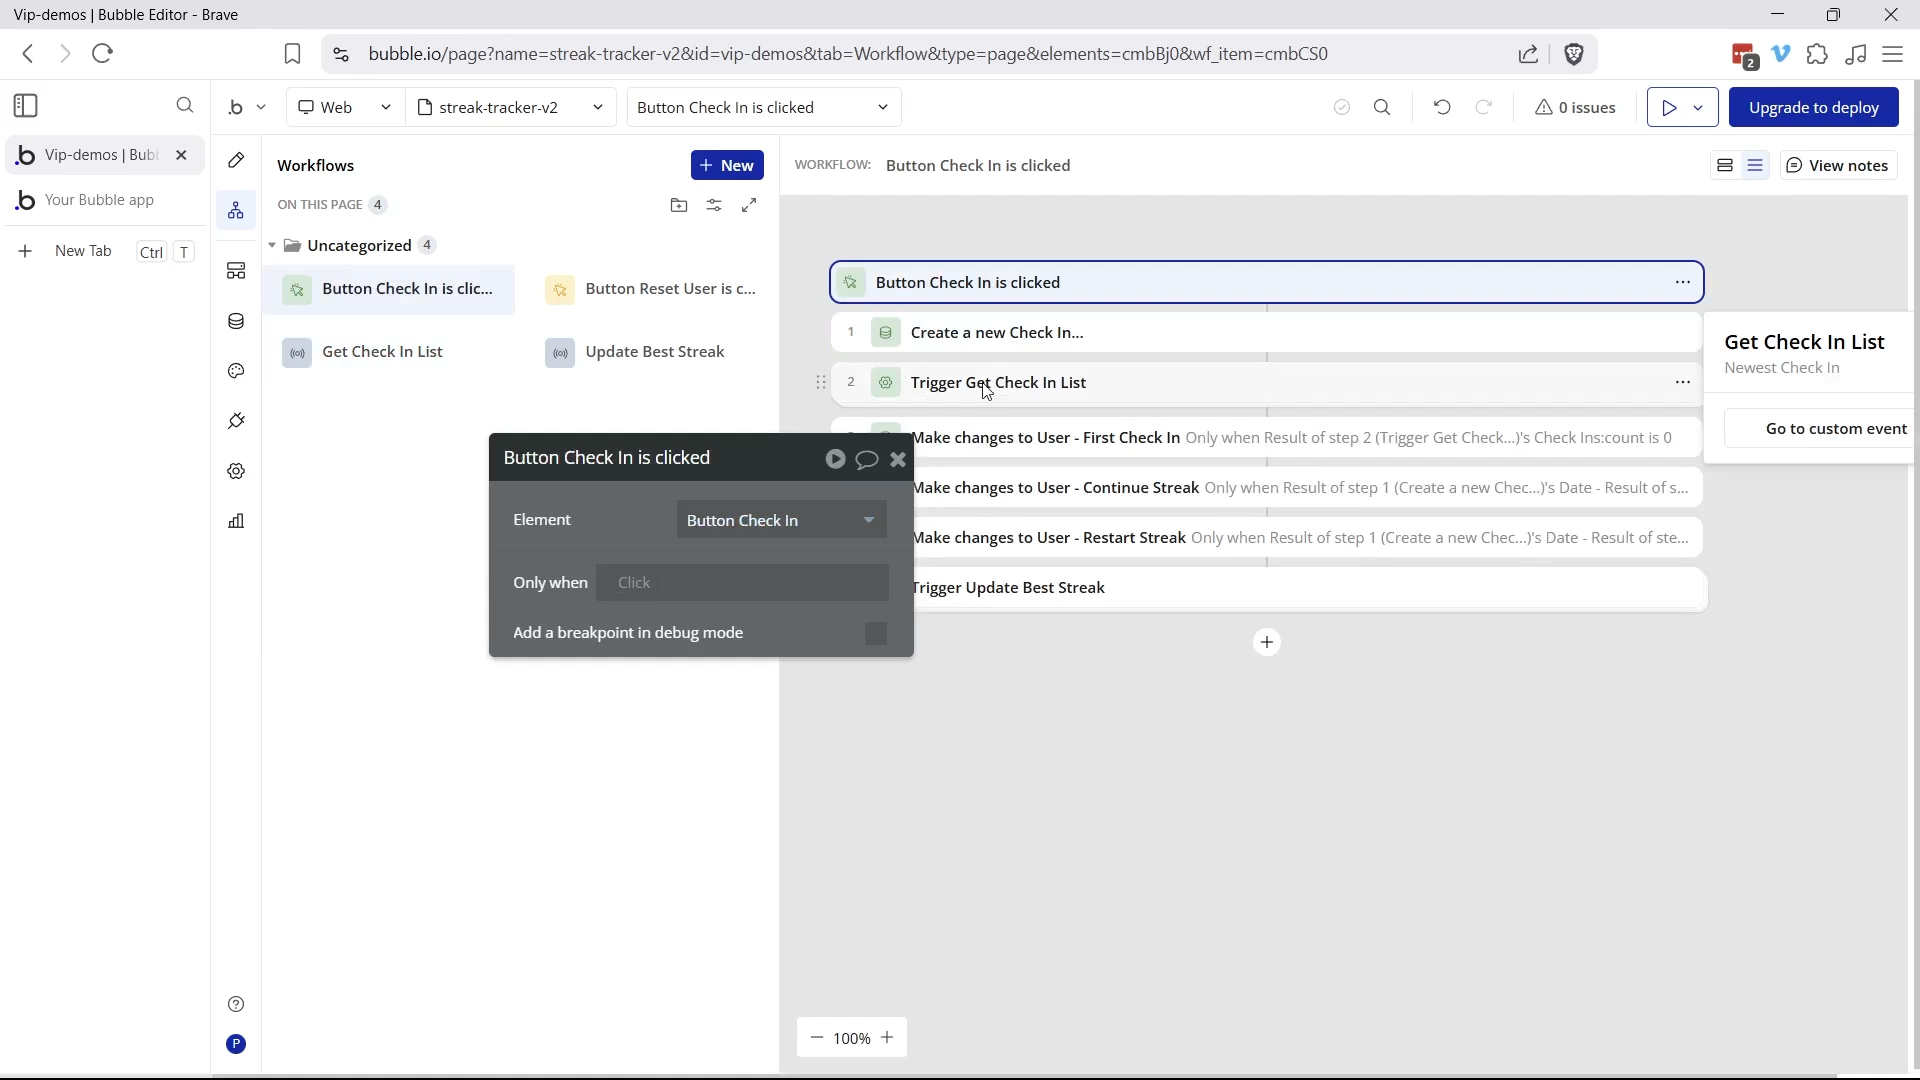 Vip-demos | Bubble Editor - Brave
bubble.io/page?name=streak-tracker-v2&id=vip-demos&tab=Workflow&type=page&elements=cmbBj0&wf_item=cmbCS0
2
Vip-demos | Bubb
Your Bubble app
New Tab Ctrl T
Web
streak-tracker-v2
Button Check In is clicked
0 issues
Upgrade to deploy
Workflows
New
ON THIS PAGE 4
Uncategorized 4
Button Check In is clic...
Button Reset User is c...
Get Check In List
Update Best Streak
WORKFLOW: Button Check In is clicked
View notes
Button Check In is clicked
1 Create a new Check In...
2 Trigger Get Check In List
Make changes to User - First Check In Only when Result of step 2 (Trigger Get Check...)'s Check Ins:count is 0
Make changes to User - Continue Streak Only when Result of step 1 (Create a new Chec...)'s Date - Result of s...
Make changes to User - Restart Streak Only when Result of step 1 (Create a new Chec...)'s Date - Result of ste...
Trigger Update Best Streak
Get Check In List
Newest Check In
Go to custom event
Button Check In is clicked
Element Button Check In
Only when Click
Add a breakpoint in debug mode
100%
P